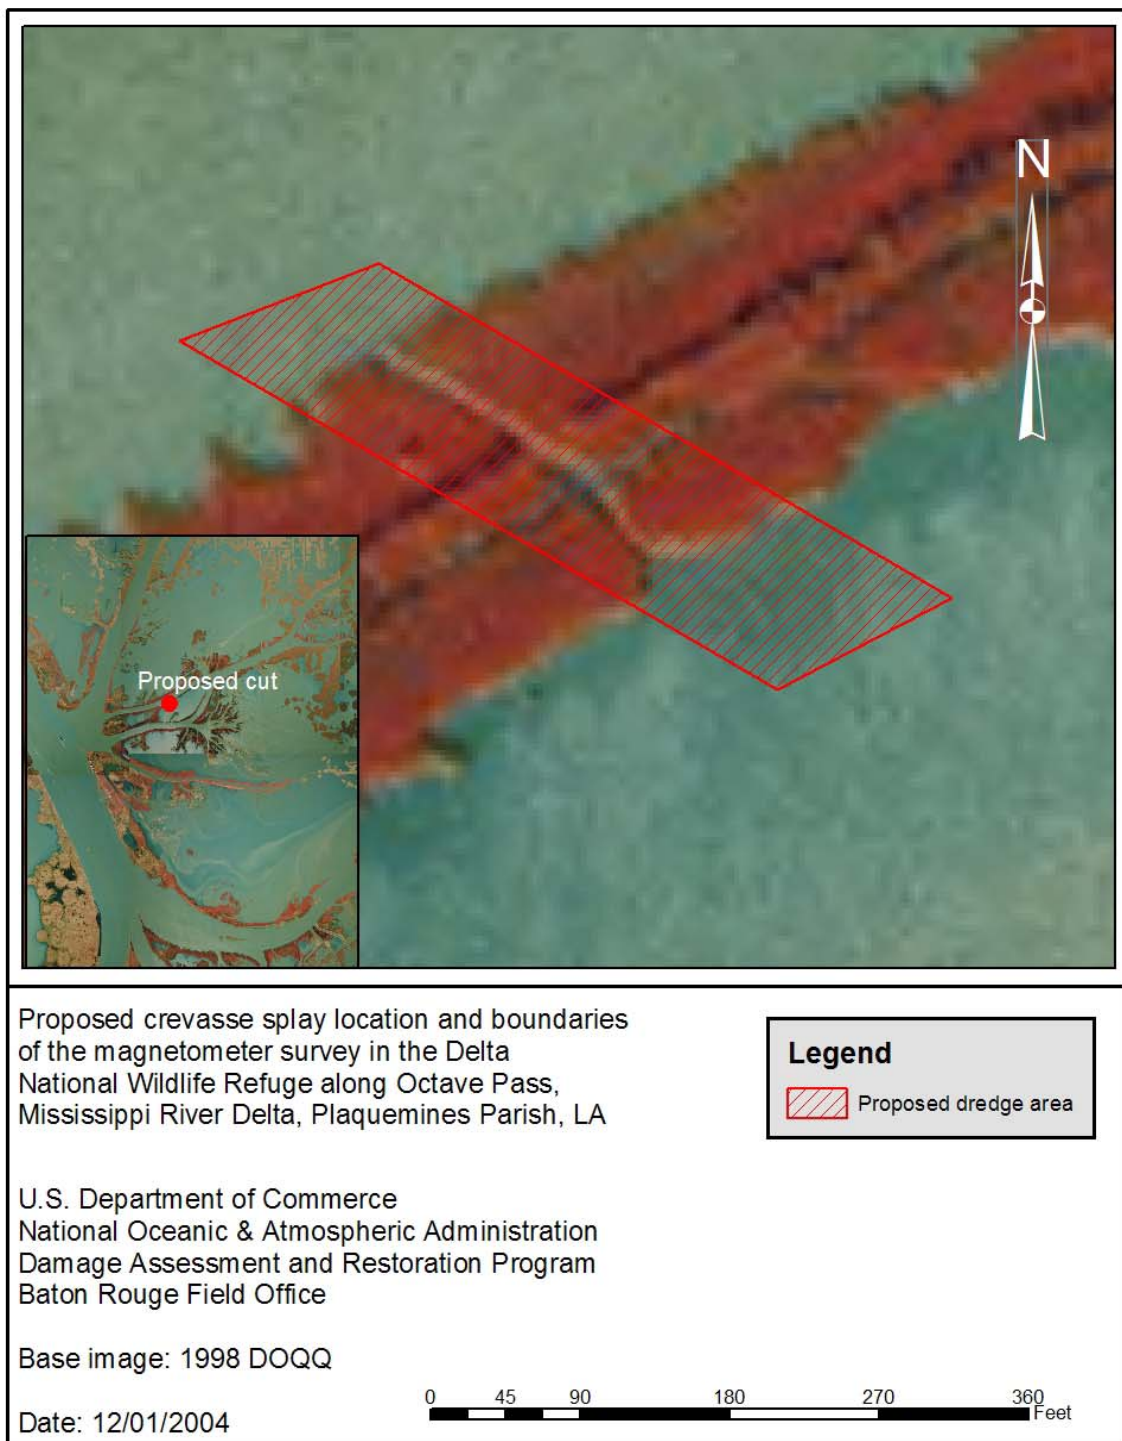 N
Proposed cut
Proposed crevasse splay location and boundaries
of the magnetometer survey in the Delta
National Wildlife Refuge along Octave Pass,
Mississippi River Delta, Plaquemines Parish, LA
Legend
Proposed dredge area
U.S. Department of Commerce
National Oceanic & Atmospheric Administration
Damage Assessment and Restoration Program
Baton Rouge Field Office
Base image: 1998 DOQQ
Date: 12/01/2004
0 45 90 180 270 360
Feet